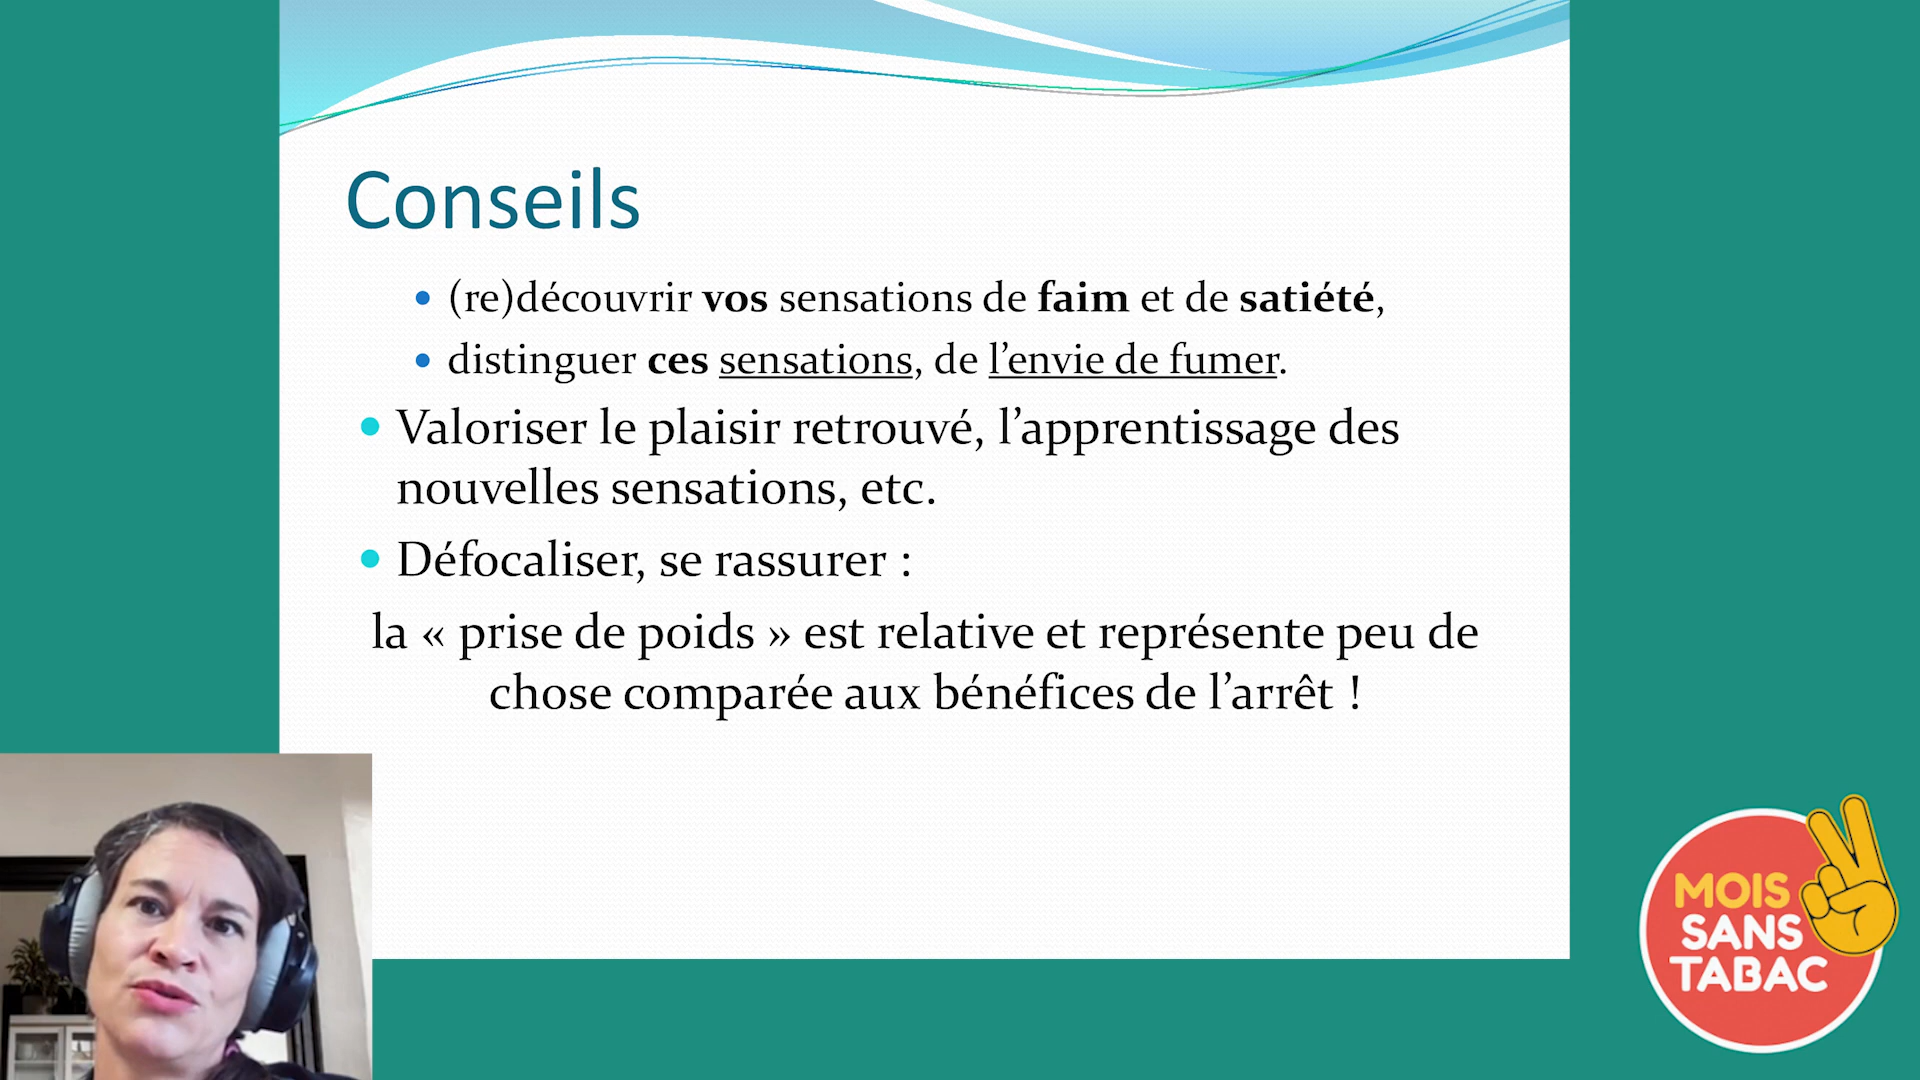 Conseils
(re)découvrir vos sensations de faim et de satiété,
distinguer ces sensations, de l’envie de fumer.
Valoriser le plaisir retrouvé, l’apprentissage des
nouvelles sensations, etc.
Défocaliser, se rassurer :
la « prise de poids » est relative et représente peu de
chose comparée aux bénéfices de l’arrêt !
MOIS
SANS
TABAC